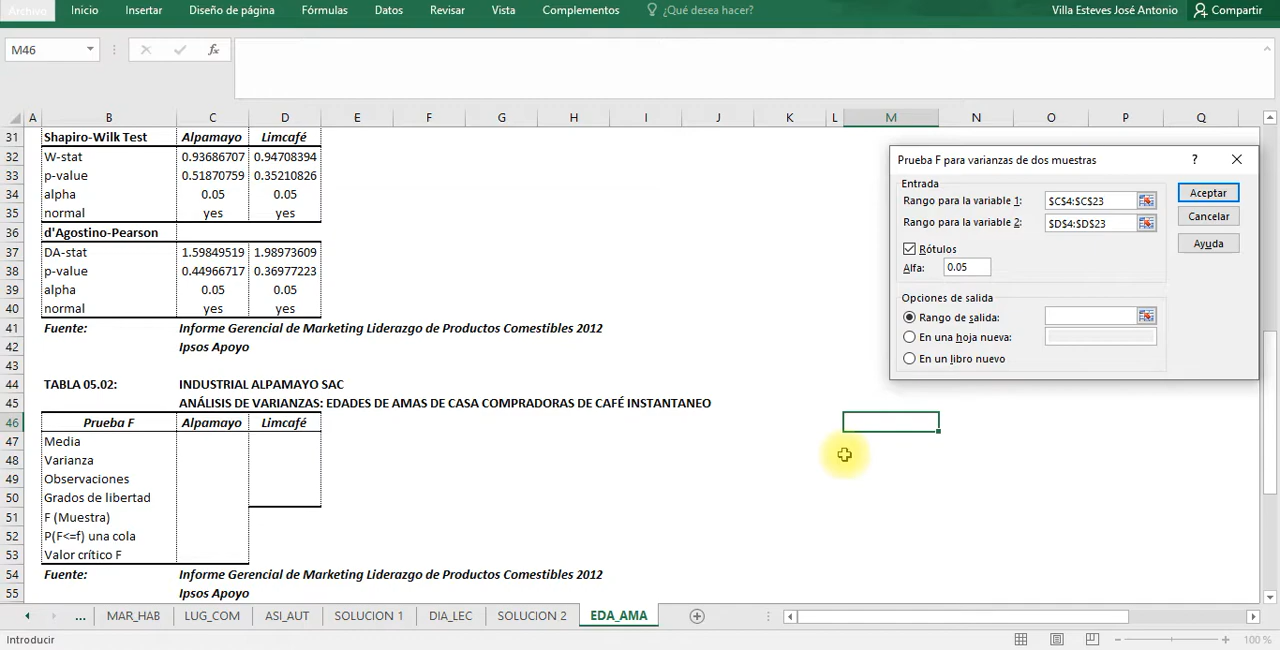 Archivo Inicio Insertar Diseño de página Fórmulas Datos Revisar Vista Complementos ¿Qué desea hacer? Villa Esteves José Antonio Compartir
M46 fx
A B C D E F G H I J K L M N O P Q
31 Shapiro-Wilk Test Alpamayo Limcafé
32 W-stat 0.93686707 0.94708394
33 p-value 0.51870759 0.35210826
34 alpha 0.05 0.05
35 normal yes yes
36 d'Agostino-Pearson
37 DA-stat 1.59849519 1.98973609
38 p-value 0.44966717 0.36977223
39 alpha 0.05 0.05
40 normal yes yes
41 Fuente: Informe Gerencial de Marketing Liderazgo de Productos Comestibles 2012
42 Ipsos Apoyo
43
44 TABLA 05.02: INDUSTRIAL ALPAMAYO SAC
45 ANÁLISIS DE VARIANZAS: EDADES DE AMAS DE CASA COMPRADORAS DE CAFÉ INSTANTANEO
46 Prueba F Alpamayo Limcafé
47 Media
48 Varianza
49 Observaciones
50 Grados de libertad
51 F (Muestra)
52 P(F<=f) una cola
53 Valor crítico F
54 Fuente: Informe Gerencial de Marketing Liderazgo de Productos Comestibles 2012
55 Ipsos Apoyo
Prueba F para varianzas de dos muestras ?
Entrada
Rango para la variable 1: $C$4:$C$23 Aceptar
Rango para la variable 2: $D$4:$D$23 Cancelar
Rótulos Ayuda
Alfa: 0.05
Opciones de salida
Rango de salida:
En una hoja nueva:
En un libro nuevo
... MAR_HAB LUG_COM ASI_AUT SOLUCION 1 DIA_LEC SOLUCION 2 EDA_AMA
Introducir 100 %